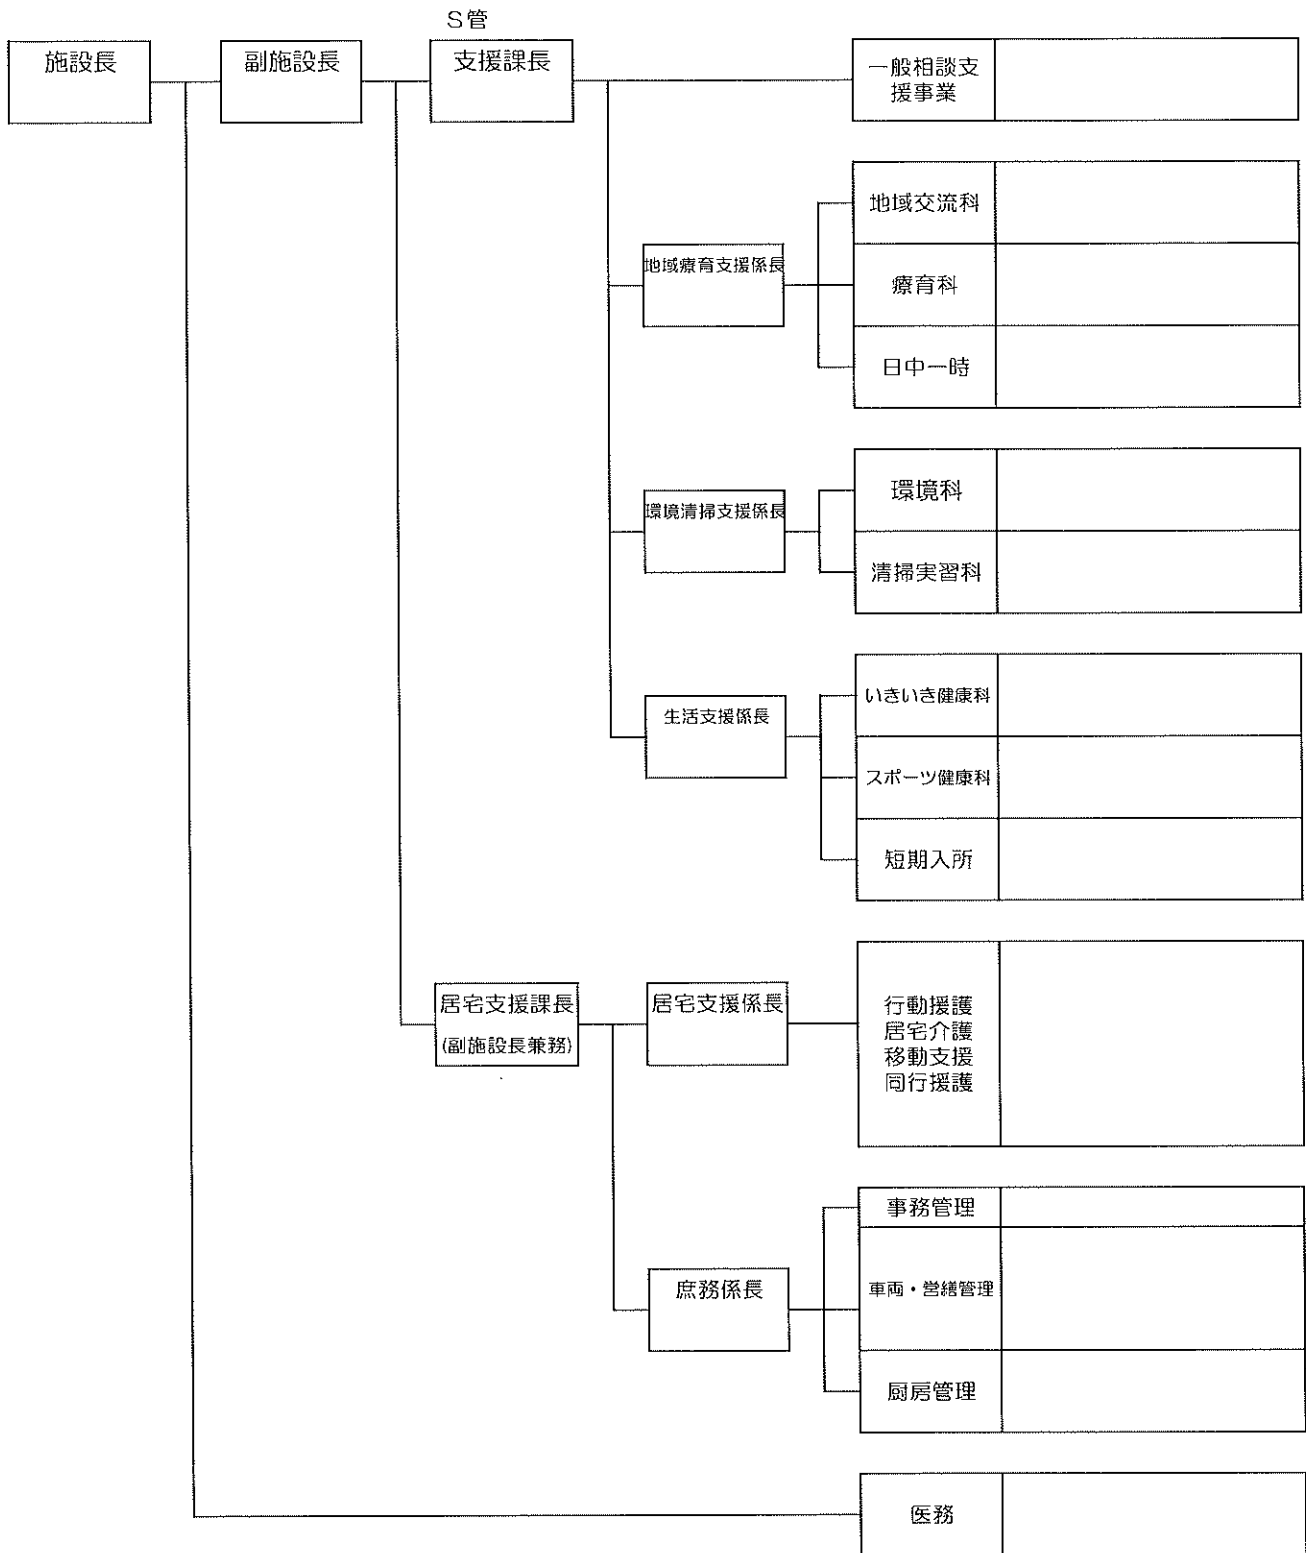 S管
施設長
副施設長
支援課長
一般相談支
援事業
地域療育支援係長
地域交流科
療育科
日中一時
環境清掃支援係長
環境科
清掃実習科
生活支援係長
いきいき健康科
スポーツ健康科
短期入所
居宅支援課長
(副施設長兼務)
居宅支援係長
行動援護
居宅介護
移動支援
同行援護
庶務係長
事務管理
車両・営繕管理
厨房管理
医務